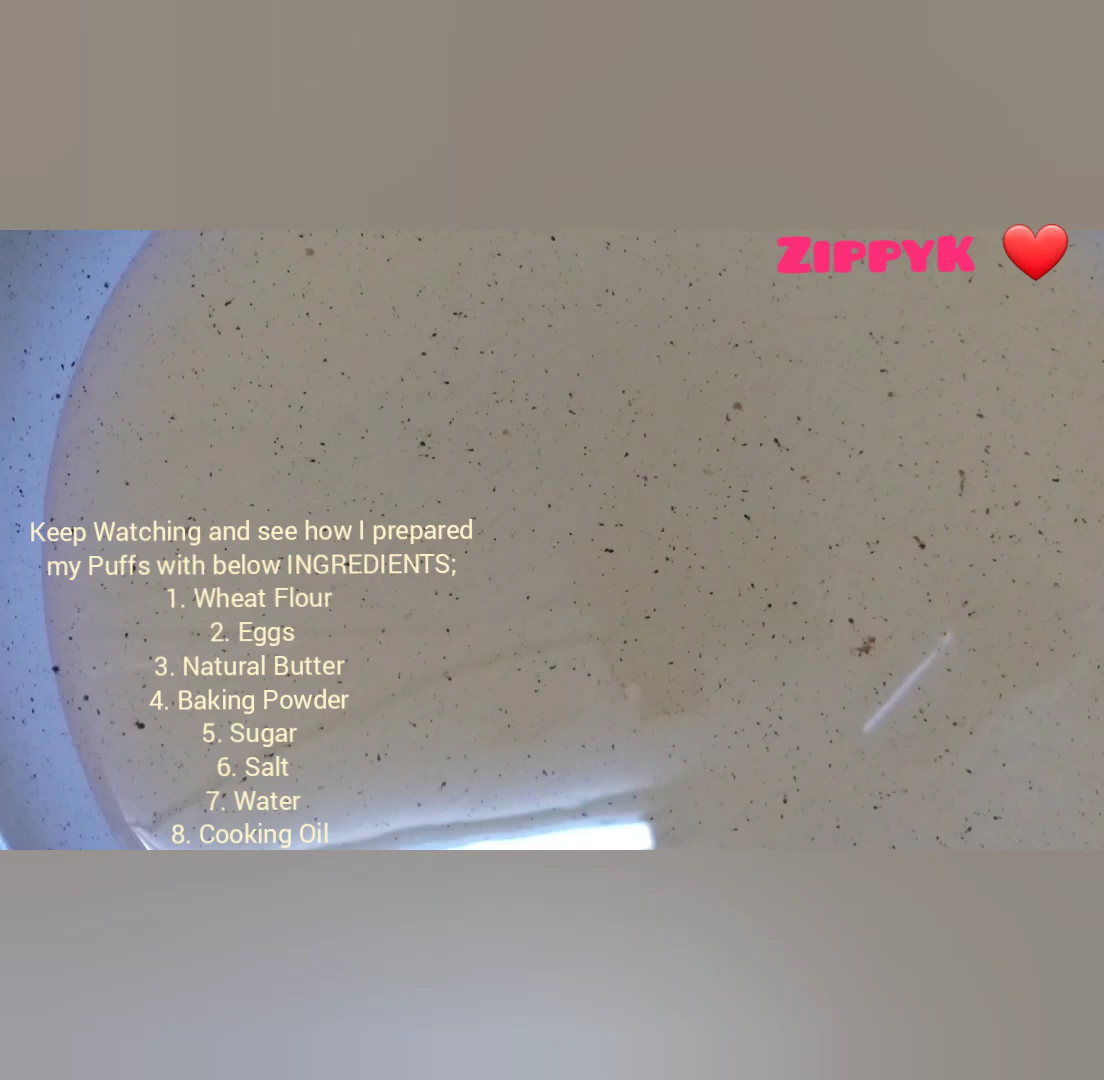 ZIPPYK ❤️
Keep Watching and see how I prepared
my Puffs with below INGREDIENTS;
1. Wheat Flour
2. Eggs
3. Natural Butter
4. Baking Powder
5. Sugar
6. Salt
7. Water
8. Cooking Oil